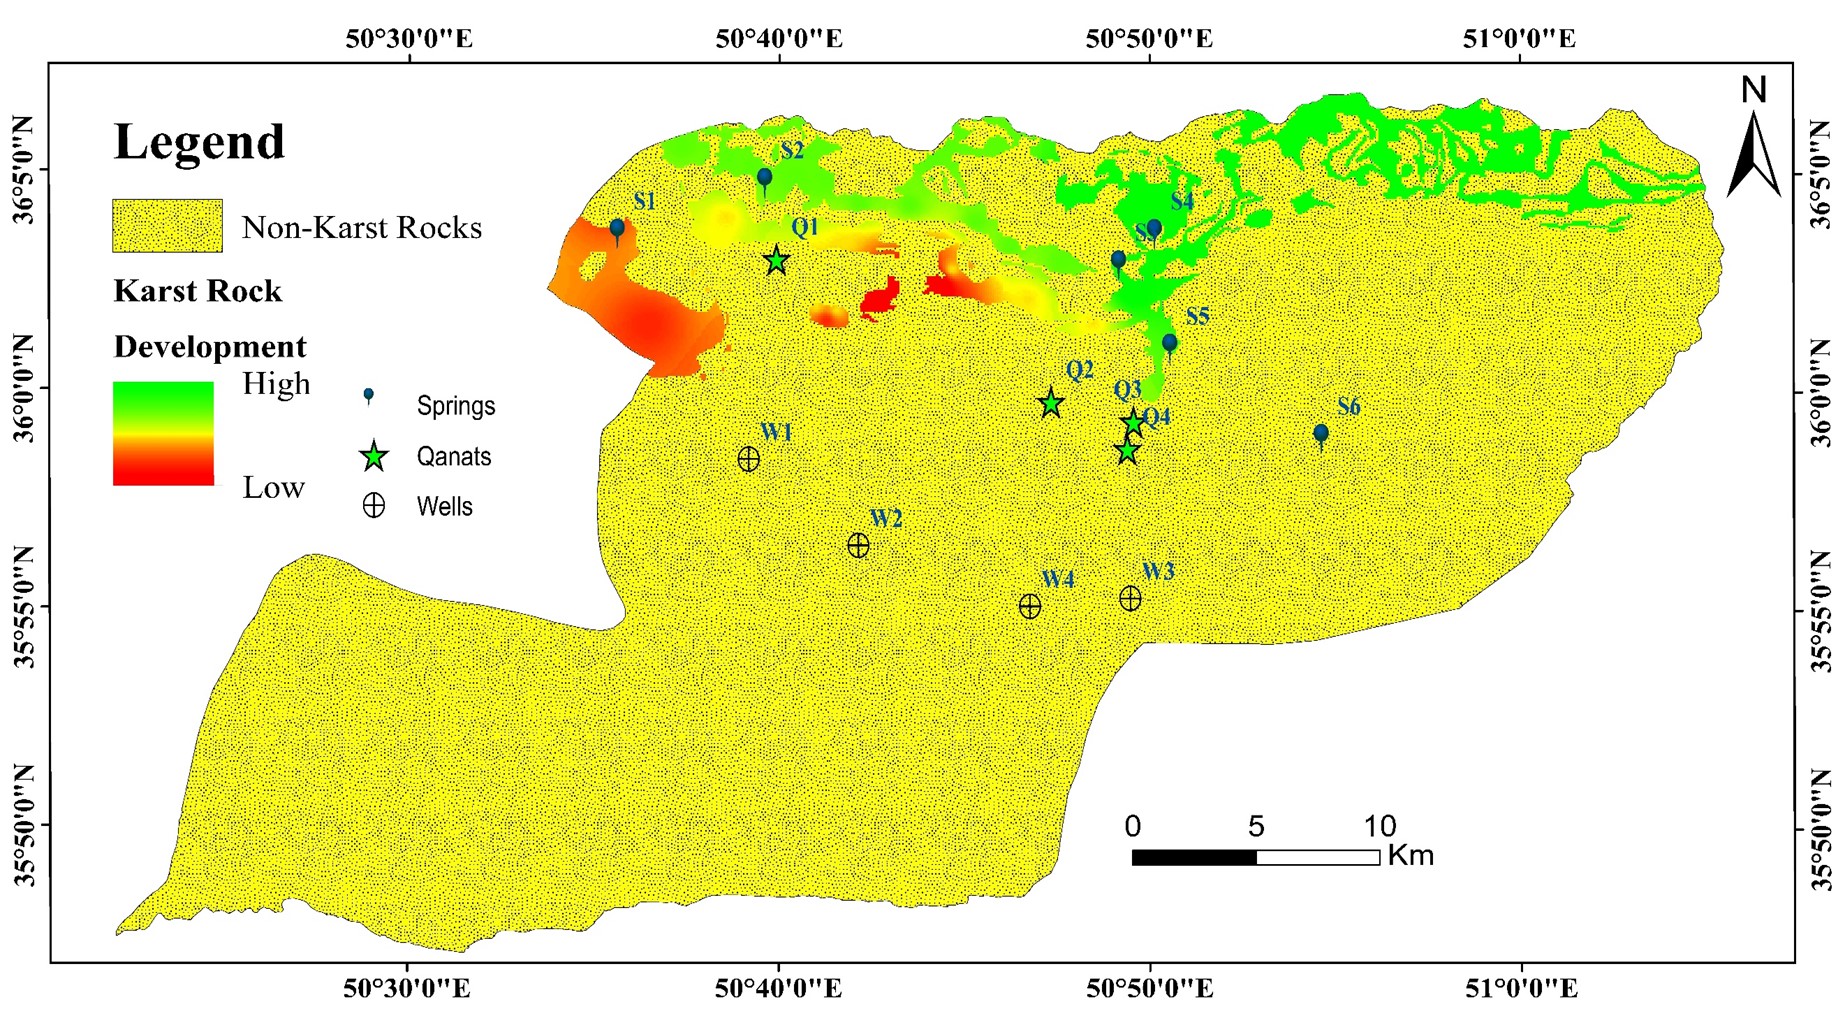 50°30'0"E 50°40'0"E 50°50'0"E 51°0'0"E
N
Legend
Non-Karst Rocks
Karst Rock
Development
High
Low
Springs
Qanats
Wells
36°5'0"N
36°0'0"N
35°55'0"N
35°50'0"N
S2
S1
Q1
S4
S3
S5
Q2
Q3
Q4
S6
W1
W2
W4
W3
36°5'0"N
36°0'0"N
35°55'0"N
35°50'0"N
0 5 10
Km
50°30'0"E 50°40'0"E 50°50'0"E 51°0'0"E